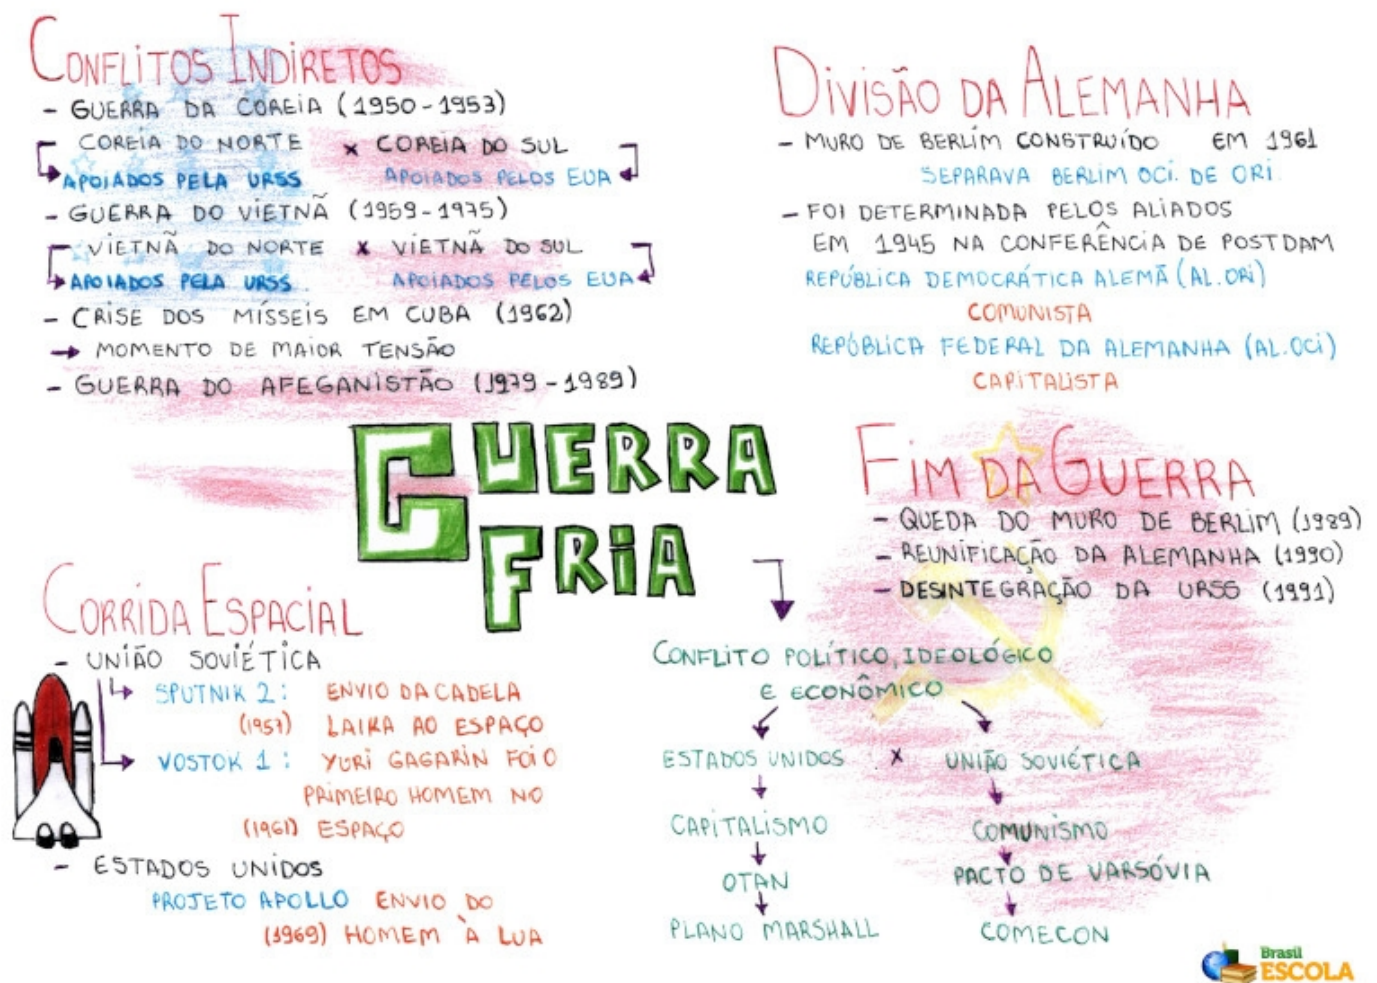 CONFLITOS INDIRETOS
- GUERRA DA COREIA (1950-1953)
COREIA DO NORTE x COREIA DO SUL
APOIADOS PELA URSS APOIADOS PELOS EUA
- GUERRA DO VIETNÃ (1959-1975)
VIETNÃ DO NORTE x VIETNÃ DO SUL
APOIADOS PELA URSS APOIADOS PELOS EUA
- CRISE DOS MÍSSEIS EM CUBA (1962)
→ MOMENTO DE MAIOR TENSÃO
- GUERRA DO AFEGANISTÃO (1979-1989)
DIVISÃO DA ALEMANHA
- MURO DE BERLIM CONSTRUÍDO EM 1961
SEPARAVA BERLIM OCI. DE ORI.
- FOI DETERMINADA PELOS ALIADOS
EM 1945 NA CONFERÊNCIA DE POSTDAM
REPÚBLICA DEMOCRÁTICA ALEMÃ (AL.ORI)
COMUNISTA
REPÚBLICA FEDERAL DA ALEMANHA (AL.OCI)
CAPITALISTA
GUERRA
FRIA
FIM DA GUERRA
- QUEDA DO MURO DE BERLIM (1989)
- REUNIFICAÇÃO DA ALEMANHA (1990)
- DESINTEGRAÇÃO DA URSS (1991)
CORRIDA ESPACIAL
- UNIÃO SOVIÉTICA
SPUTNIK 2: ENVIO DA CADELA
(1957) LAIKA AO ESPAÇO
VOSTOK 1: YURI GAGARIN FOI O
PRIMEIRO HOMEM NO
(1961) ESPAÇO
- ESTADOS UNIDOS
PROJETO APOLLO ENVIO DO
(1969) HOMEM À LUA
CONFLITO POLÍTICO, IDEOLÓGICO
E ECONÔMICO
ESTADOS UNIDOS x UNIÃO SOVIÉTICA
CAPITALISMO COMUNISMO
OTAN PACTO DE VARSÓVIA
PLANO MARSHALL COMECON
Brasil
ESCOLA